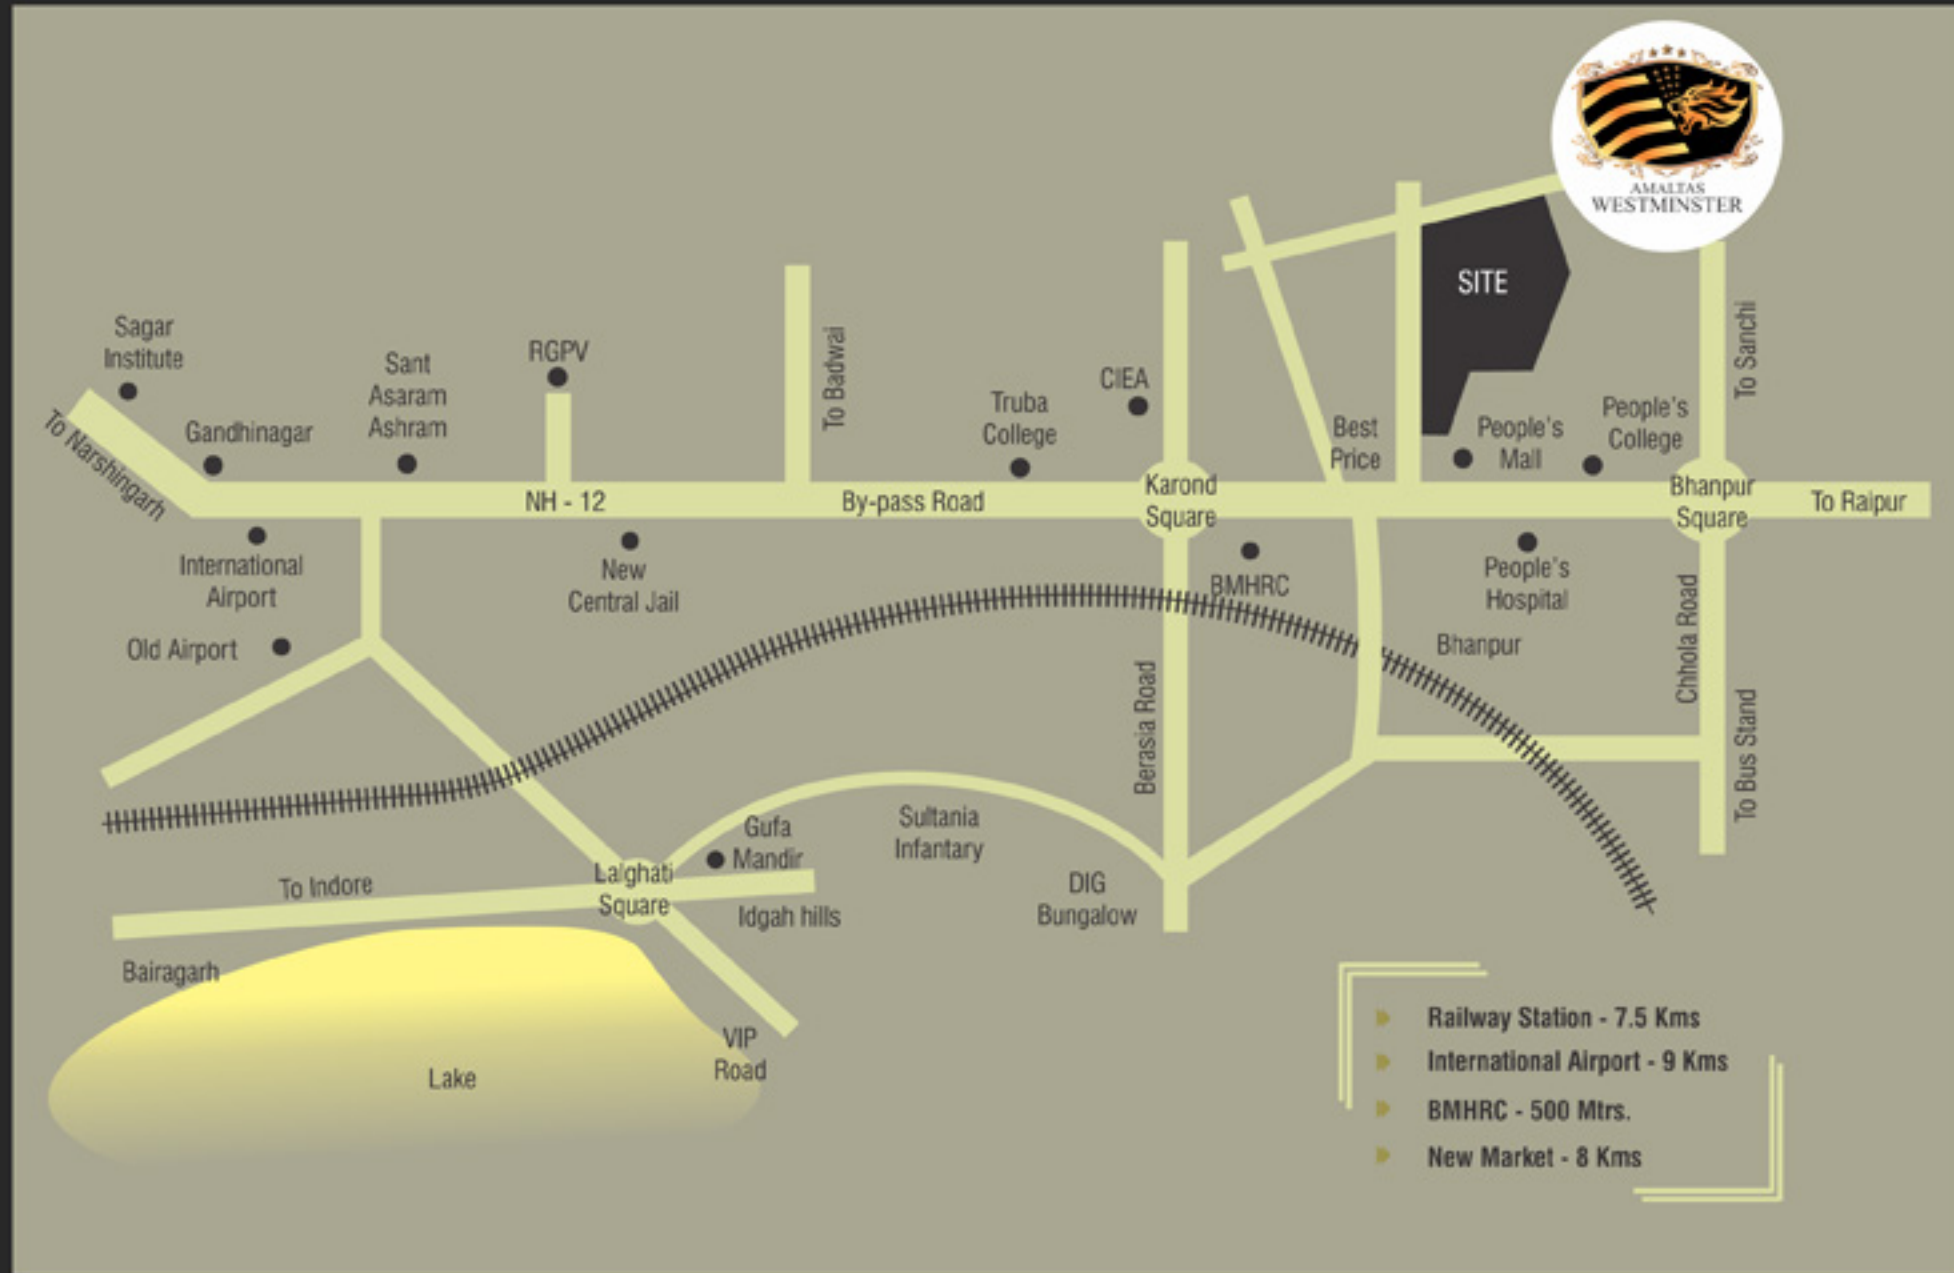 AMALTAS
WESTMINSTER
SITE
To Sanchi
Sagar
Institute
Sant
Asaram
Ashram
RGPV
To Badwai
CIEA
Truba
College
Best
Price
People's
Mall
People's
College
To Narshingarh
Gandhinagar
NH - 12
By-pass Road
Karond
Square
Bhanpur
Square
To Raipur
International
Airport
New
Central Jail
BMHRC
People's
Hospital
Old Airport
Bhanpur
Chhola Road
Berasia Road
To Bus Stand
Gufa
Mandir
Sultania
Infantary
Lalghati
Square
To Indore
Idgah hills
DIG
Bungalow
Bairagarh
VIP
Road
Lake
Railway Station - 7.5 Kms
International Airport - 9 Kms
BMHRC - 500 Mtrs.
New Market - 8 Kms